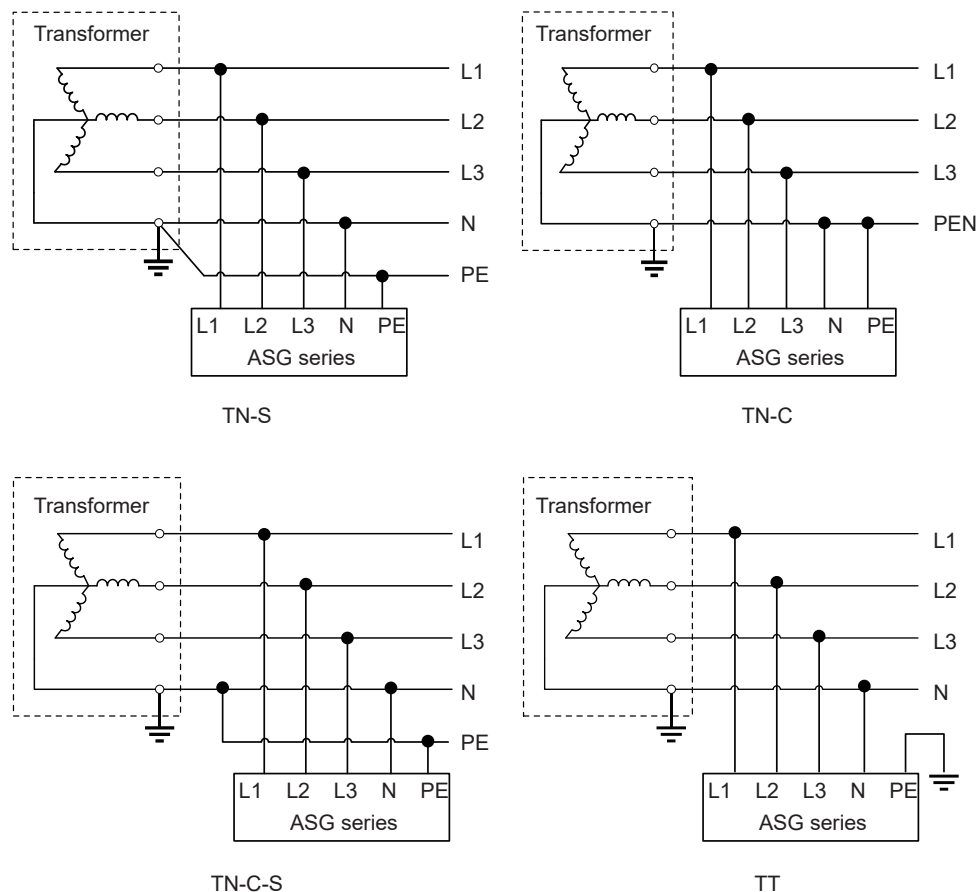 Transformer
L1
L2
L3
N
PE
L1 L2 L3 N PE
ASG series
TN-S
Transformer
L1
L2
L3
PEN
L1 L2 L3 N PE
ASG series
TN-C
Transformer
L1
L2
L3
N
PE
L1 L2 L3 N PE
ASG series
TN-C-S
Transformer
L1
L2
L3
N
L1 L2 L3 N PE
ASG series
TT